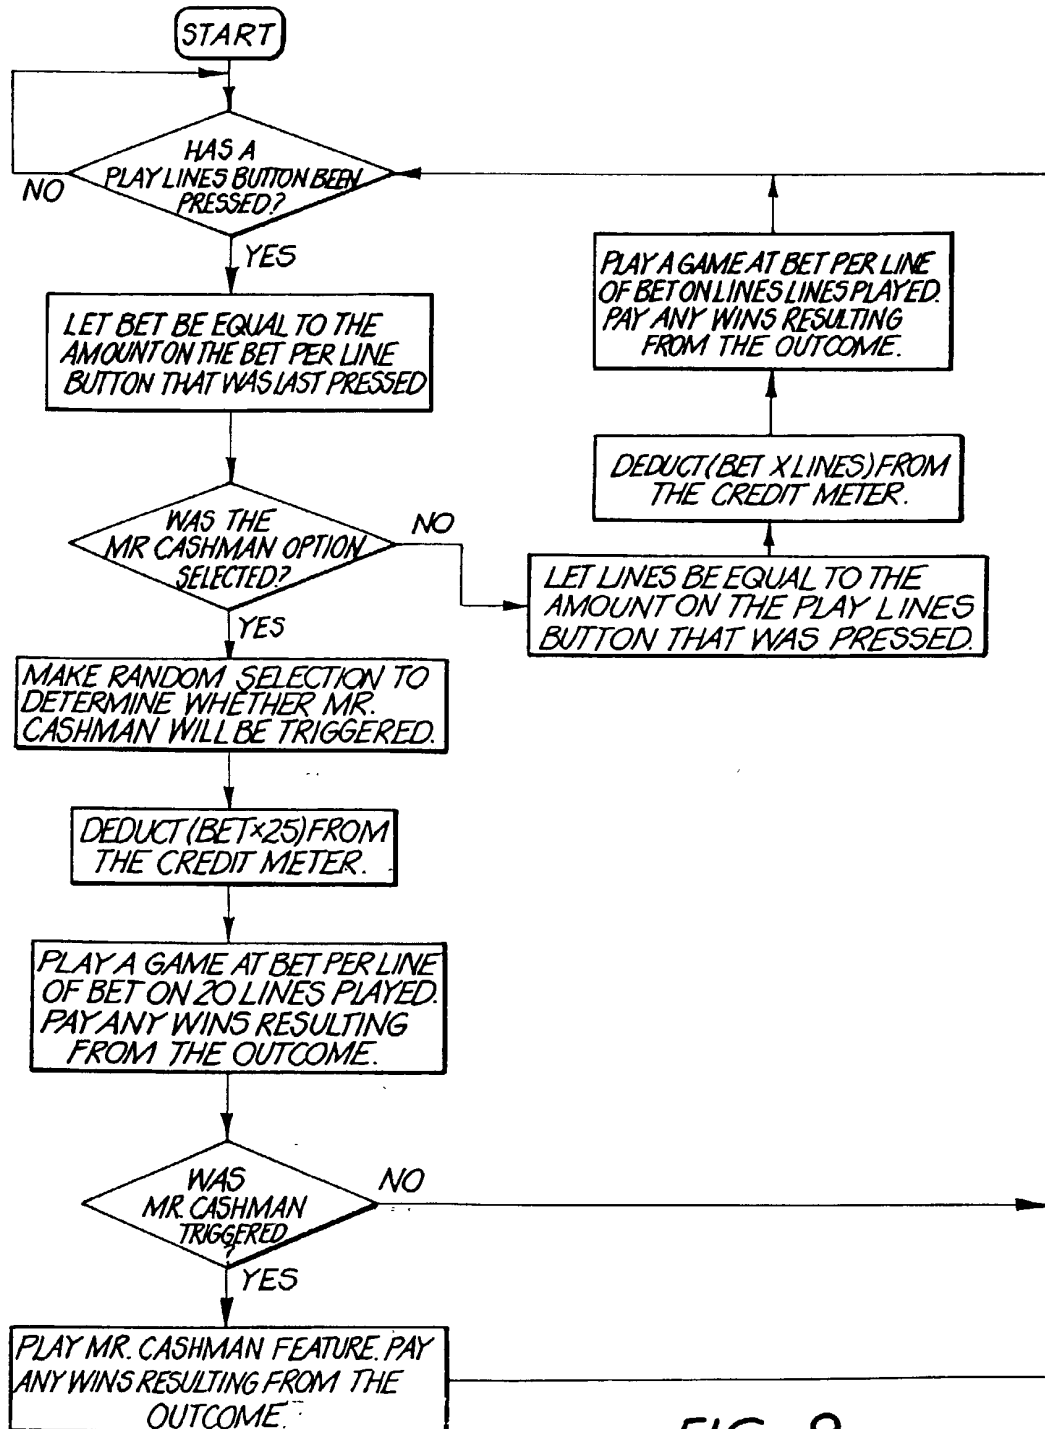 START
HAS A
PLAY LINES BUTTON BEEN
PRESSED?
NO
YES
LET BET BE EQUAL TO THE
AMOUNT ON THE BET PER LINE
BUTTON THAT WAS LAST PRESSED
WAS THE
MR CASHMAN OPTION
SELECTED?
NO
YES
PLAY A GAME AT BET PER LINE
OF BET ON LINES LINES PLAYED.
PAY ANY WINS RESULTING
FROM THE OUTCOME.
DEDUCT (BET X LINES) FROM
THE CREDIT METER.
LET LINES BE EQUAL TO THE
AMOUNT ON THE PLAY LINES
BUTTON THAT WAS PRESSED.
MAKE RANDOM SELECTION TO
DETERMINE WHETHER MR.
CASHMAN WILL BE TRIGGERED.
DEDUCT (BET×25) FROM
THE CREDIT METER.
PLAY A GAME AT BET PER LINE
OF BET ON 20 LINES PLAYED.
PAY ANY WINS RESULTING
FROM THE OUTCOME.
WAS
MR. CASHMAN
TRIGGERED
?
NO
YES
PLAY MR. CASHMAN FEATURE. PAY
ANY WINS RESULTING FROM THE
OUTCOME.